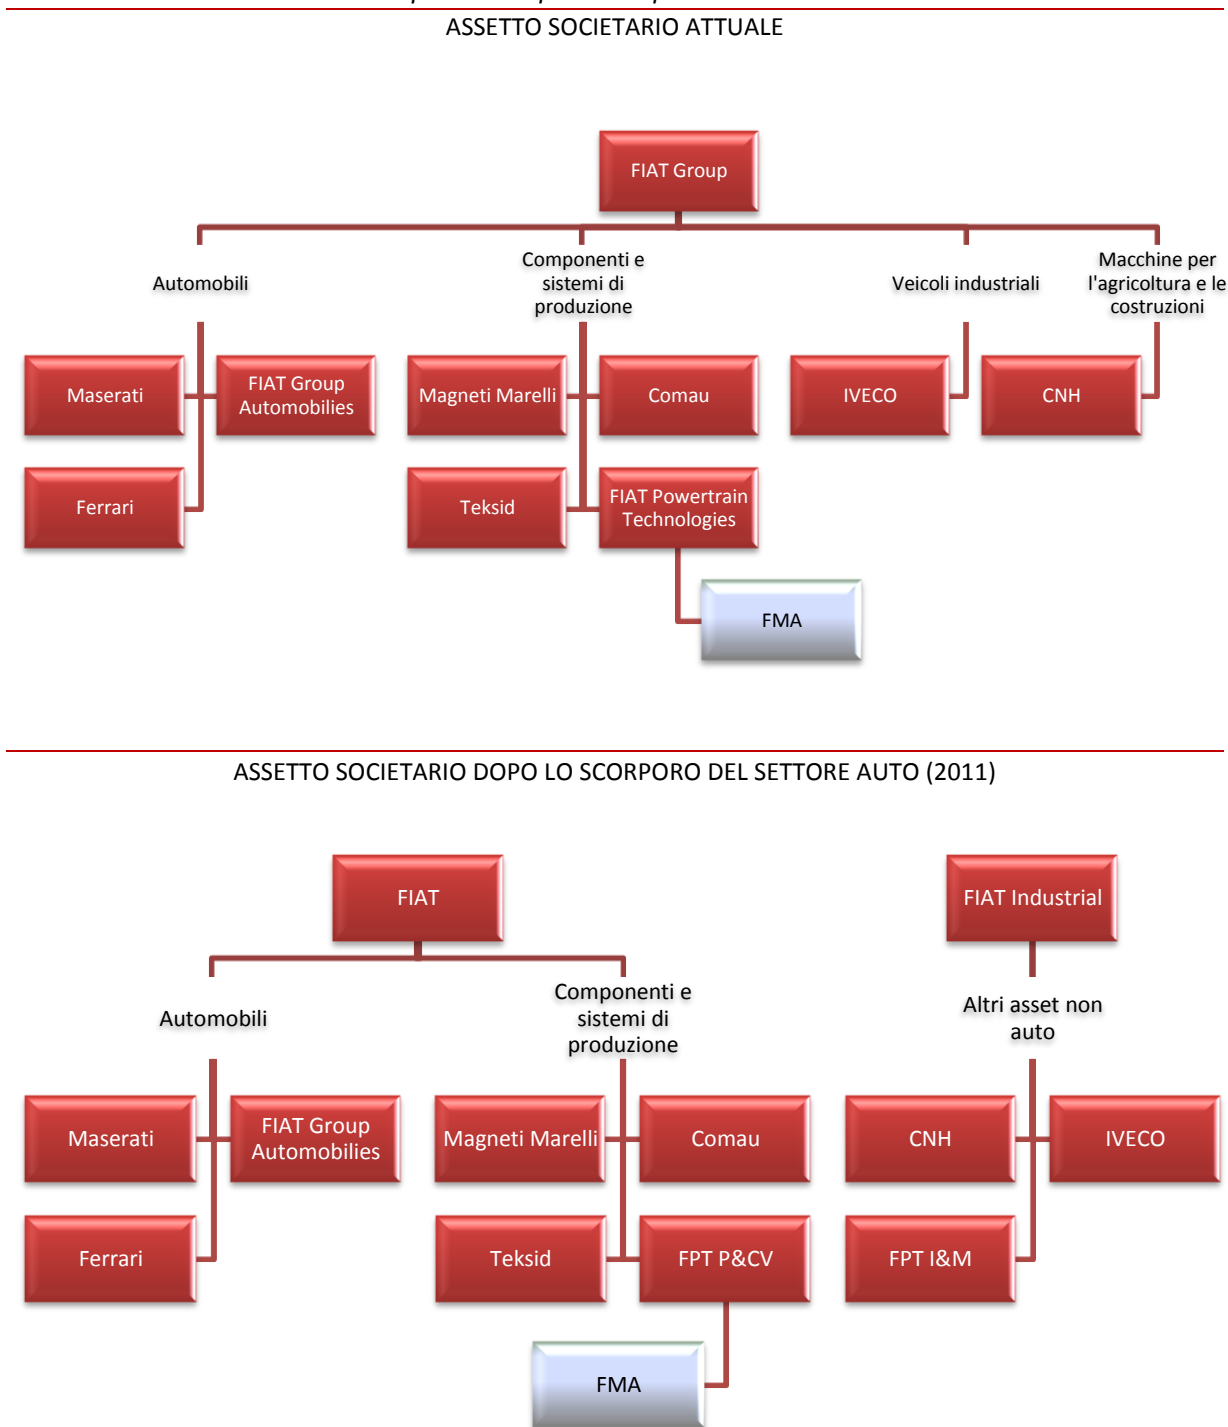 ASSETTO SOCIETARIO ATTUALE
FIAT Group
Automobili
Componenti e
sistemi di
produzione
Veicoli industriali
Macchine per
l'agricoltura e le
costruzioni
Maserati
FIAT Group
Automobilies
Magneti Marelli
Comau
IVECO
CNH
Ferrari
Teksid
FIAT Powertrain
Technologies
FMA
ASSETTO SOCIETARIO DOPO LO SCORPORO DEL SETTORE AUTO (2011)
FIAT
FIAT Industrial
Automobili
Componenti e
sistemi di
produzione
Altri asset non
auto
Maserati
FIAT Group
Automobilies
Magneti Marelli
Comau
CNH
IVECO
Ferrari
Teksid
FPT P&CV
FPT I&M
FMA